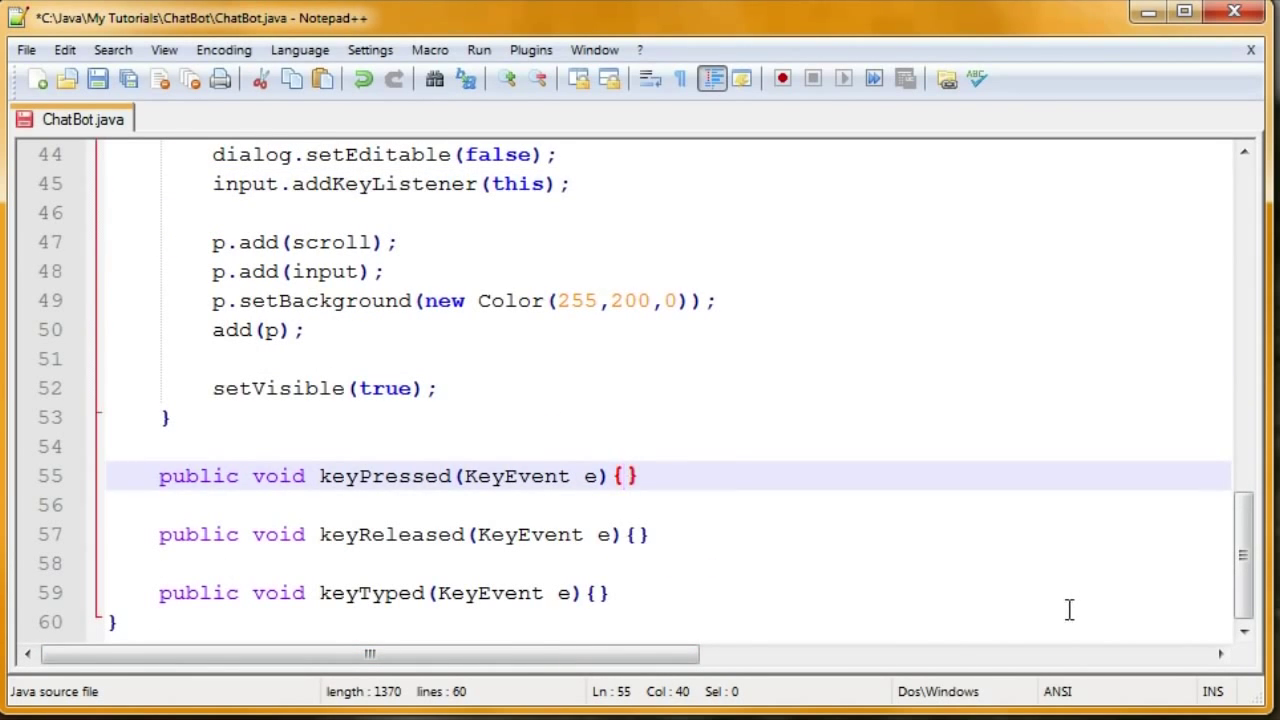 *C:\Java\My Tutorials\ChatBot\ChatBot.java - Notepad++
File Edit Search View Encoding Language Settings Macro Run Plugins Window ? X
ABC
ChatBot.java
44 dialog.setEditable(false);
45 input.addKeyListener(this);
46
47 p.add(scroll);
48 p.add(input);
49 p.setBackground(new Color(255,200,0));
50 add(p);
51
52 setVisible(true);
53 }
54
55 public void keyPressed(KeyEvent e){}
56
57 public void keyReleased(KeyEvent e){}
58
59 public void keyTyped(KeyEvent e){}
60 }
Java source file length : 1370 lines : 60 Ln : 55 Col : 40 Sel : 0 Dos\Windows ANSI INS